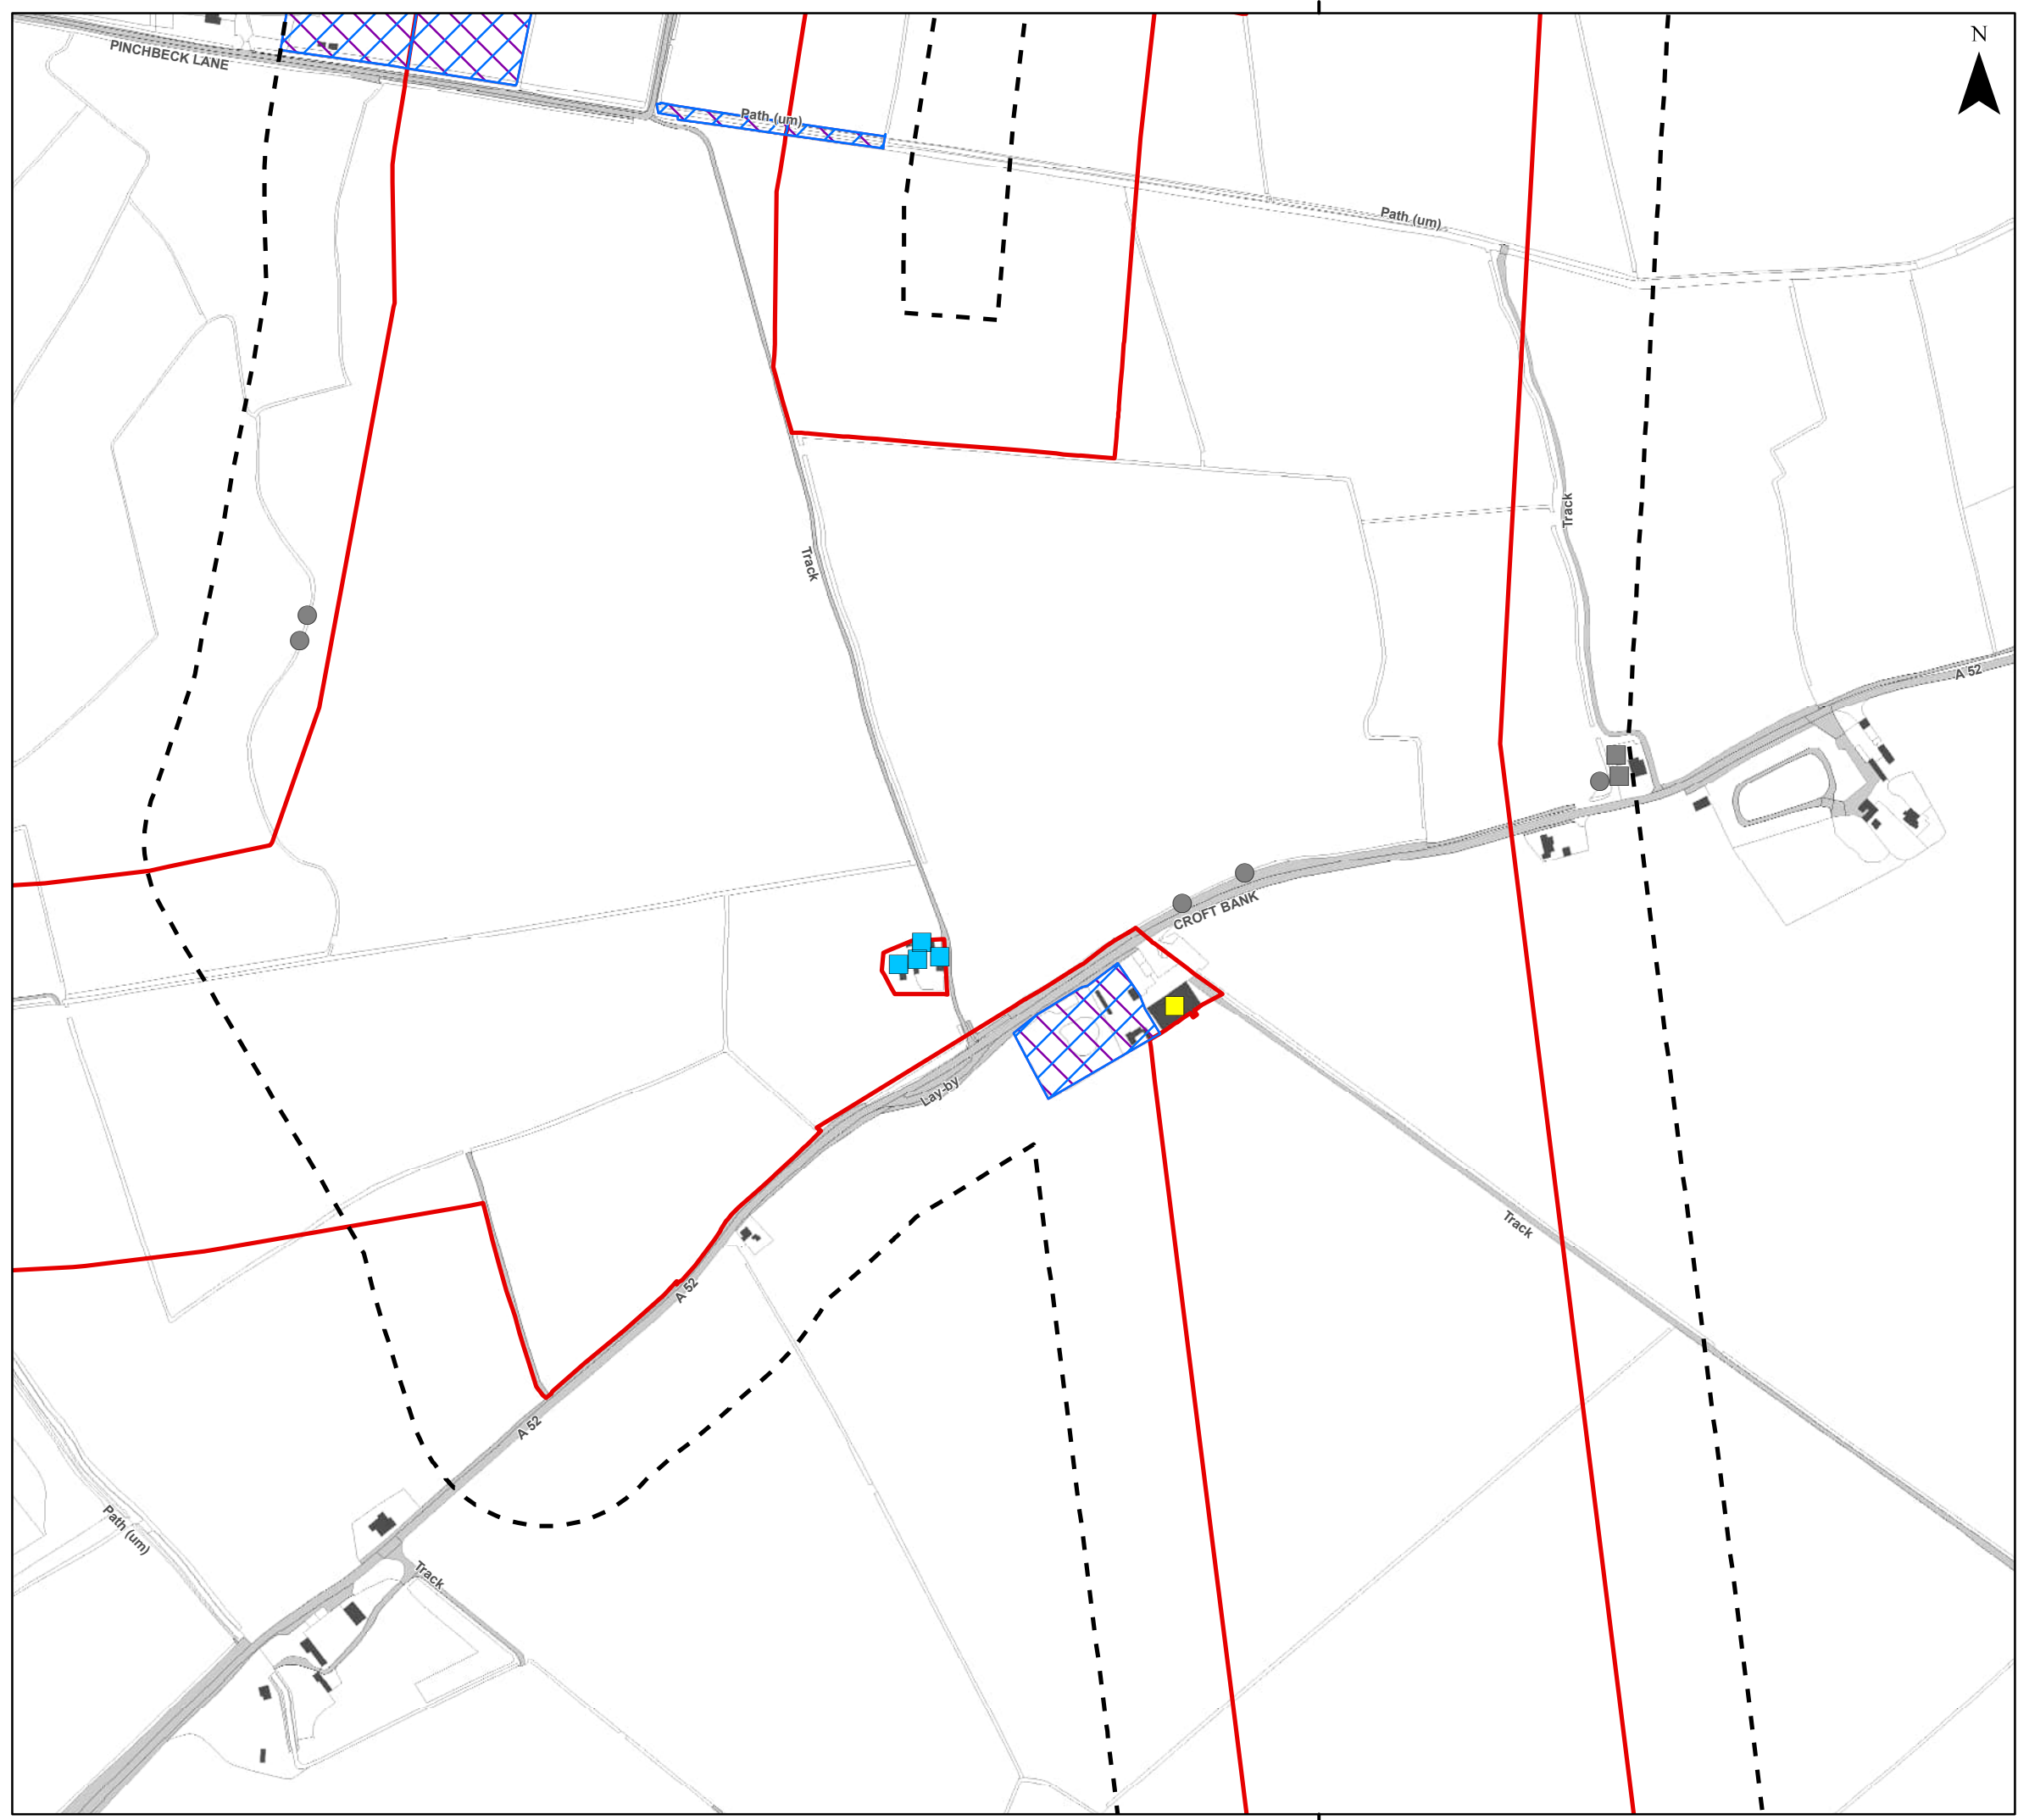 N
PINCHBECK LANE
Path (um)
Path (um)
Track
Track
A 52
CROFT BANK
Lay-by
Track
A 52
A 52
Path (um)
Track